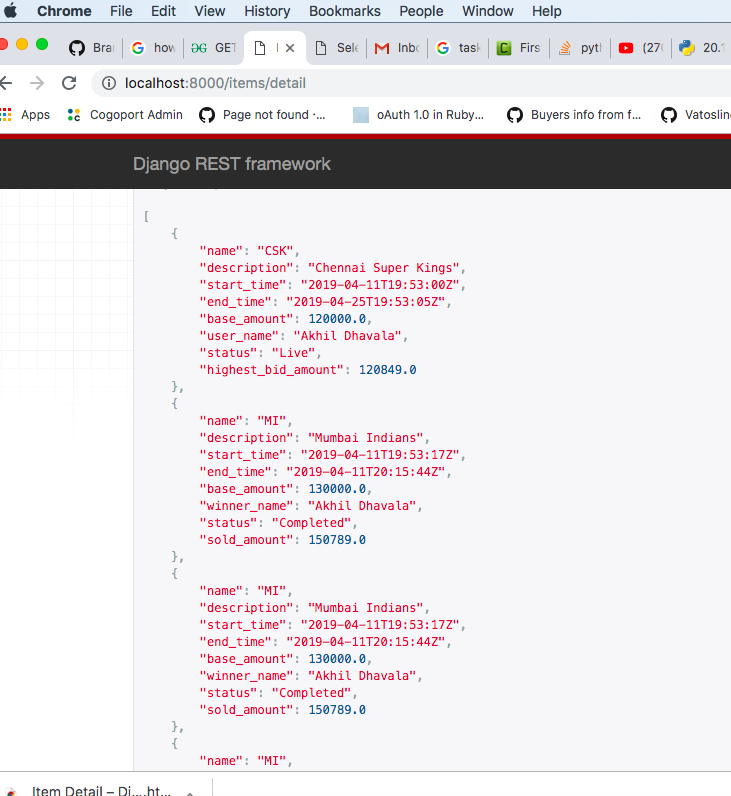 Chrome File Edit View History Bookmarks People Window Help
Bra how GET I Sele Inbo task Firs pyth (270 20.1
localhost:8000/items/detail
Apps Cogoport Admin Page not found ·... oAuth 1.0 in Ruby... Buyers info from f... Vatoslin
Django REST framework
[
{
"name": "CSK",
"description": "Chennai Super Kings",
"start_time": "2019-04-11T19:53:00Z",
"end_time": "2019-04-25T19:53:05Z",
"base_amount": 120000.0,
"user_name": "Akhil Dhavala",
"status": "Live",
"highest_bid_amount": 120849.0
},
{
"name": "MI",
"description": "Mumbai Indians",
"start_time": "2019-04-11T19:53:17Z",
"end_time": "2019-04-11T20:15:44Z",
"base_amount": 130000.0,
"winner_name": "Akhil Dhavala",
"status": "Completed",
"sold_amount": 150789.0
},
{
"name": "MI",
"description": "Mumbai Indians",
"start_time": "2019-04-11T19:53:17Z",
"end_time": "2019-04-11T20:15:44Z",
"base_amount": 130000.0,
"winner_name": "Akhil Dhavala",
"status": "Completed",
"sold_amount": 150789.0
},
{
"name": "MI",
Item Detail – Dj....ht...